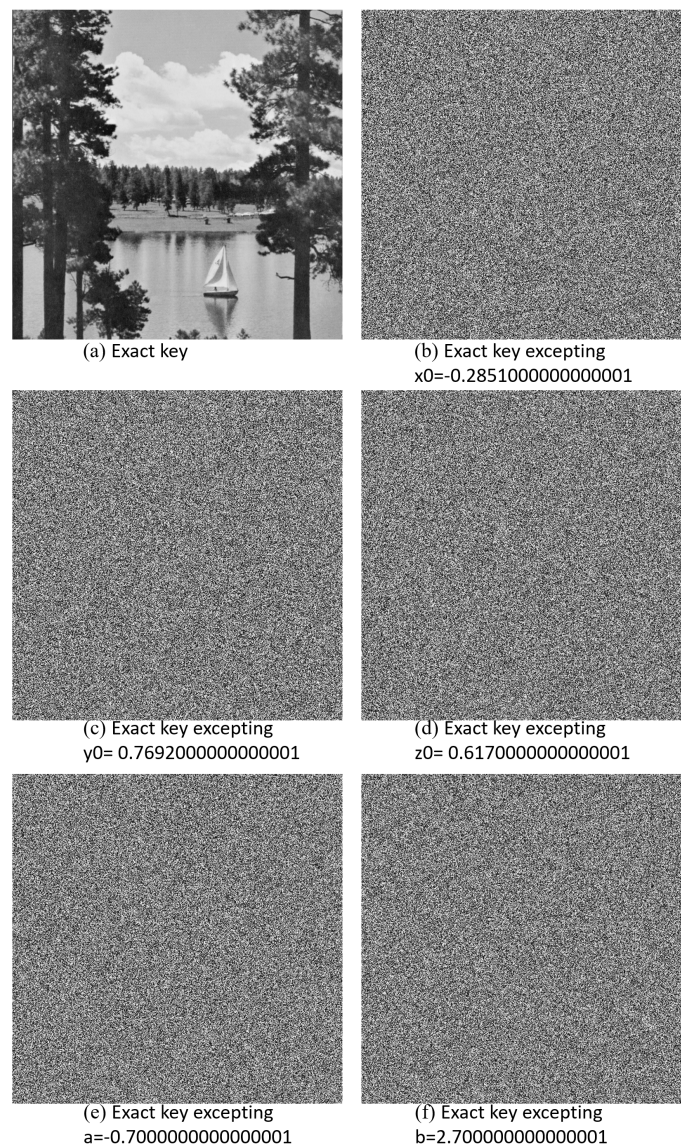 (a) Exact key
(b) Exact key excepting
x0=-0.2851000000000001
(c) Exact key excepting
y0= 0.7692000000000001
(d) Exact key excepting
z0= 0.6170000000000001
(e) Exact key excepting
a=-0.7000000000000001
(f) Exact key excepting
b=2.700000000000001